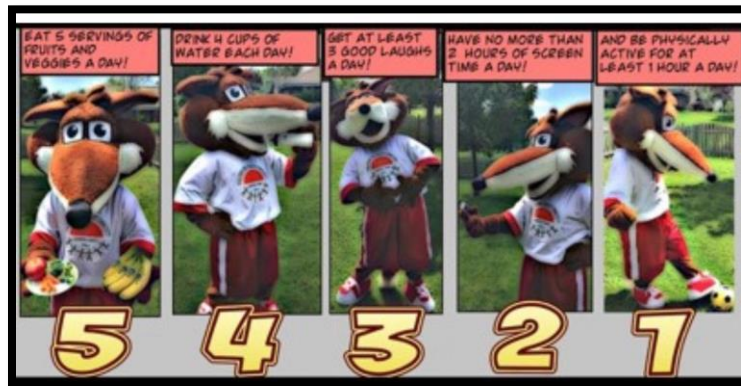 EAT 5 SERVINGS OF
FRUITS AND
VEGGIES A DAY!
DRINK 4 CUPS OF
WATER EACH DAY!
GET AT LEAST
3 GOOD LAUGHS
A DAY!
HAVE NO MORE THAN
2 HOURS OF SCREEN
TIME A DAY!
AND BE PHYSICALLY
ACTIVE FOR AT
LEAST 1 HOUR A DAY!
5
4
3
2
1